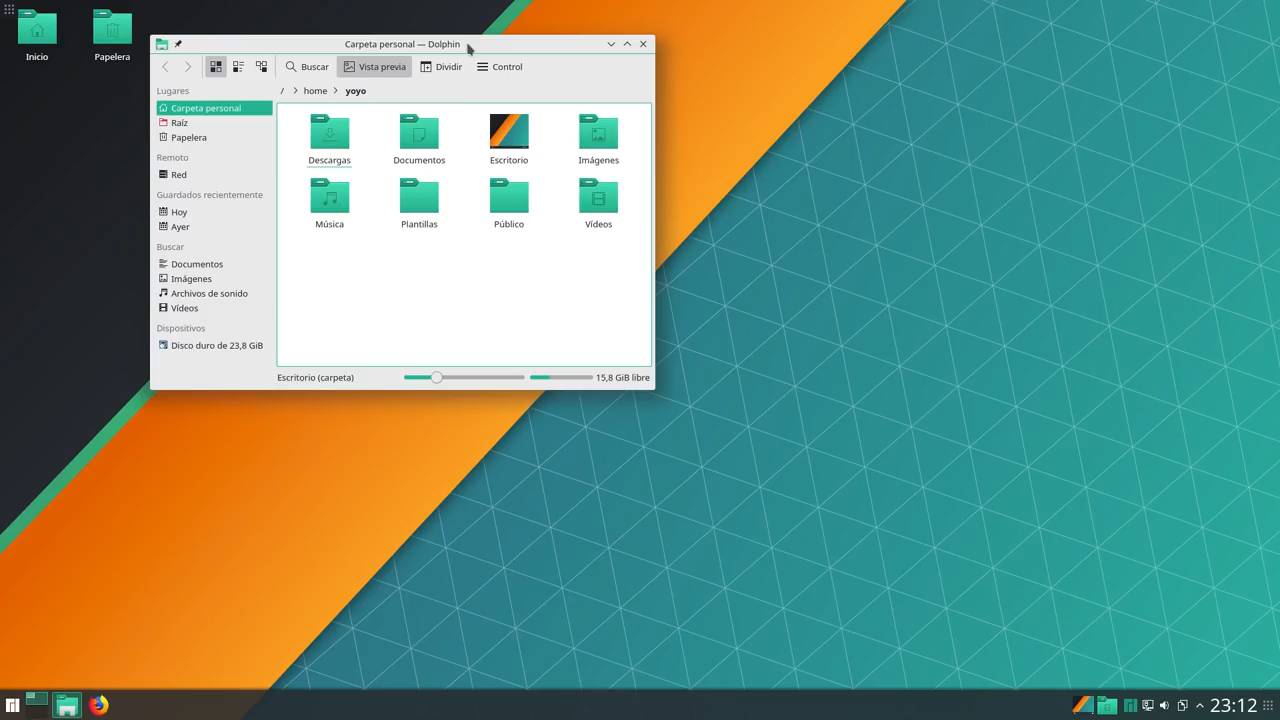 Inicio
Papelera
Carpeta personal — Dolphin
Buscar
Vista previa
Dividir
Control
Lugares
Carpeta personal
Raíz
Papelera
Remoto
Red
Guardados recientemente
Hoy
Ayer
Buscar
Documentos
Imágenes
Archivos de sonido
Vídeos
Dispositivos
Disco duro de 23,8 GiB
/ > home > yoyo
Descargas
Documentos
Escritorio
Imágenes
Música
Plantillas
Público
Vídeos
Escritorio (carpeta)
15,8 GiB libre
23:12